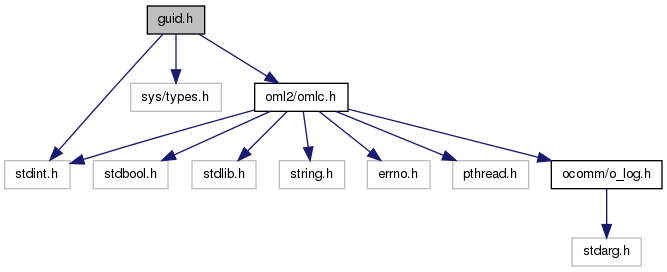 guid.h
sys/types.h
oml2/omlc.h
stdint.h
stdbool.h
stdlib.h
string.h
errno.h
pthread.h
ocomm/o_log.h
stdarg.h